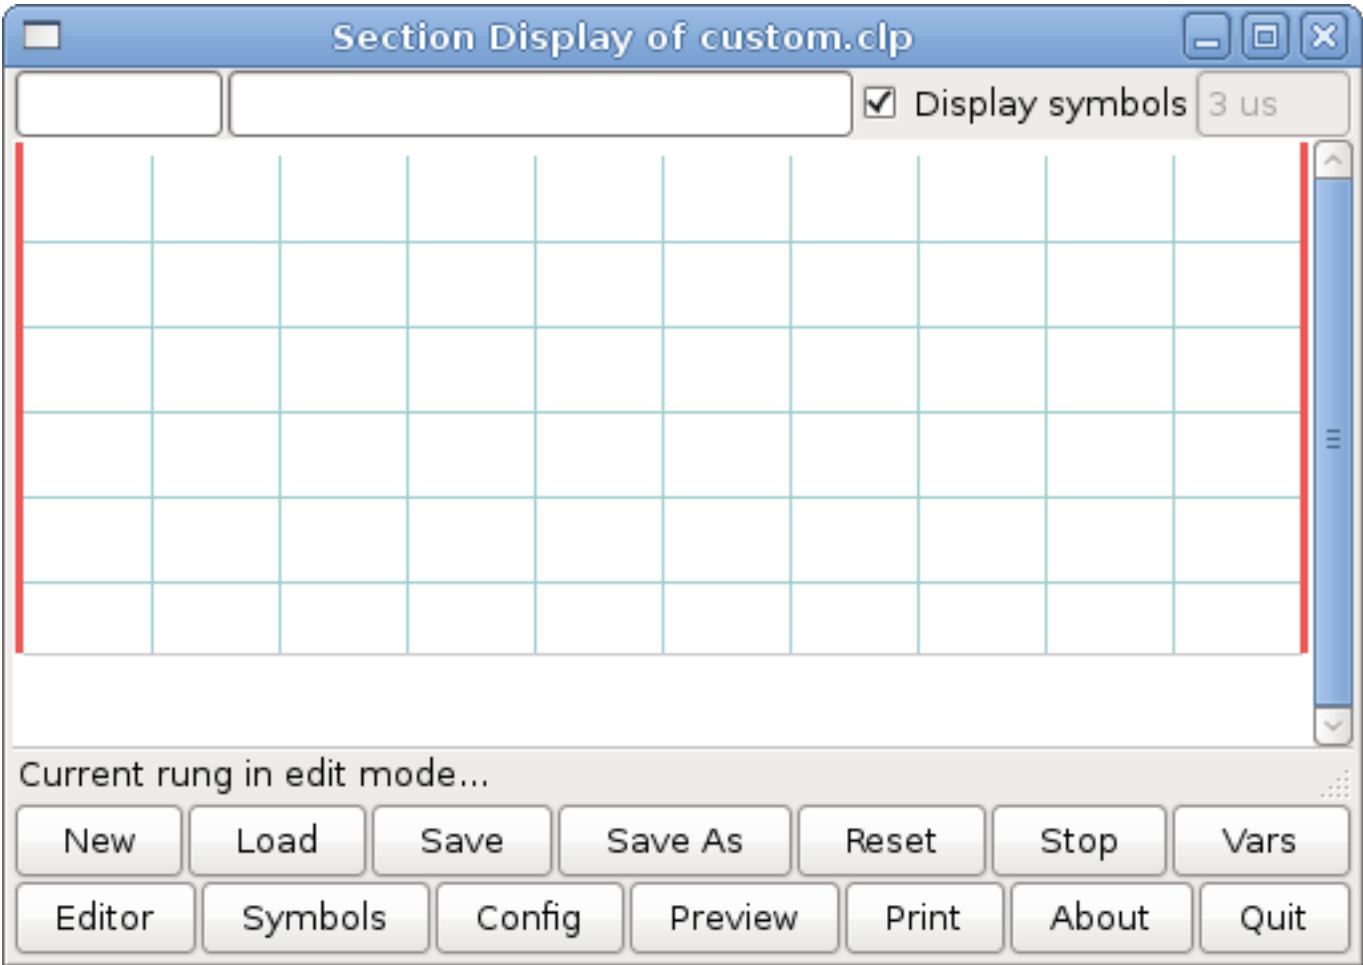 Section Display of custom.clp
Display symbols 3 us
Current rung in edit mode...
New Load Save Save As Reset Stop Vars
Editor Symbols Config Preview Print About Quit